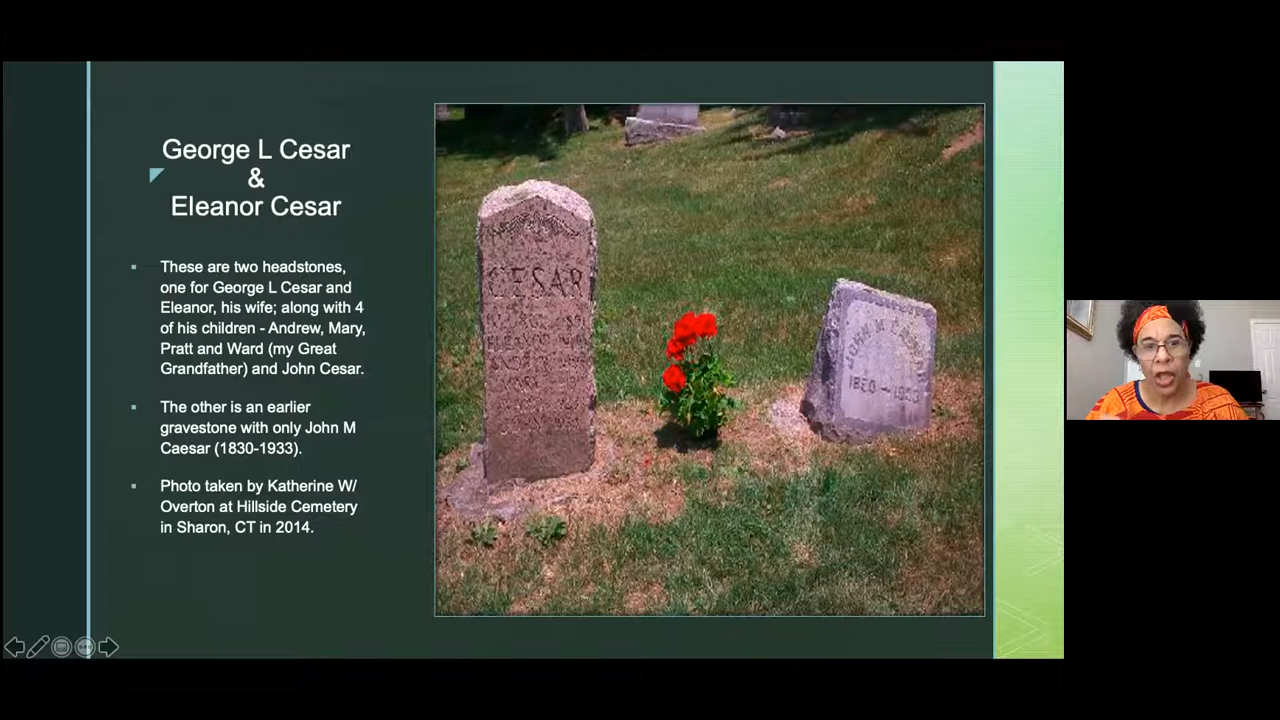 George L Cesar
&
Eleanor Cesar
These are two headstones,
one for George L Cesar and
Eleanor, his wife; along with 4
of his children - Andrew, Mary,
Pratt and Ward (my Great
Grandfather) and John Cesar.
The other is an earlier
gravestone with only John M
Caesar (1830-1933).
Photo taken by Katherine W/
Overton at Hillside Cemetery
in Sharon, CT in 2014.
CESAR
JOHN M